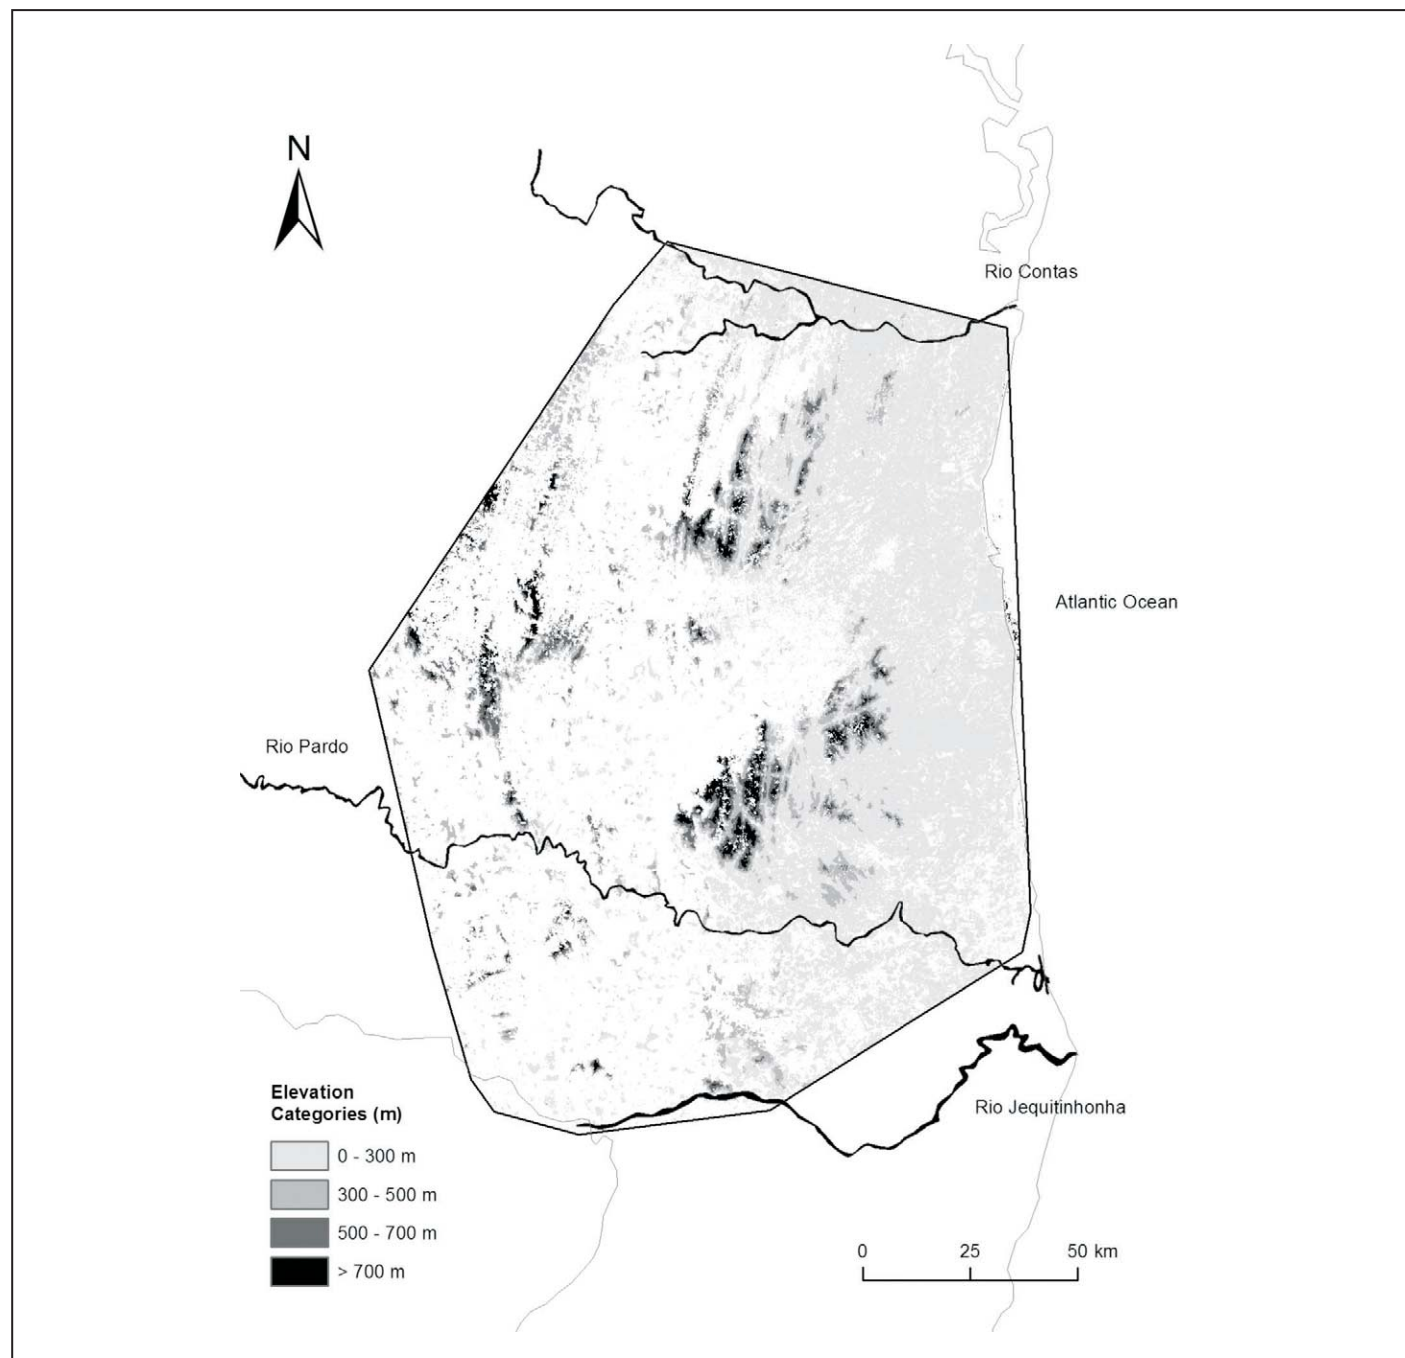 N
Rio Contas
Atlantic Ocean
Rio Pardo
Rio Jequitinhonha
Elevation
Categories (m)
0 - 300 m
300 - 500 m
500 - 700 m
> 700 m
0 25 50 km